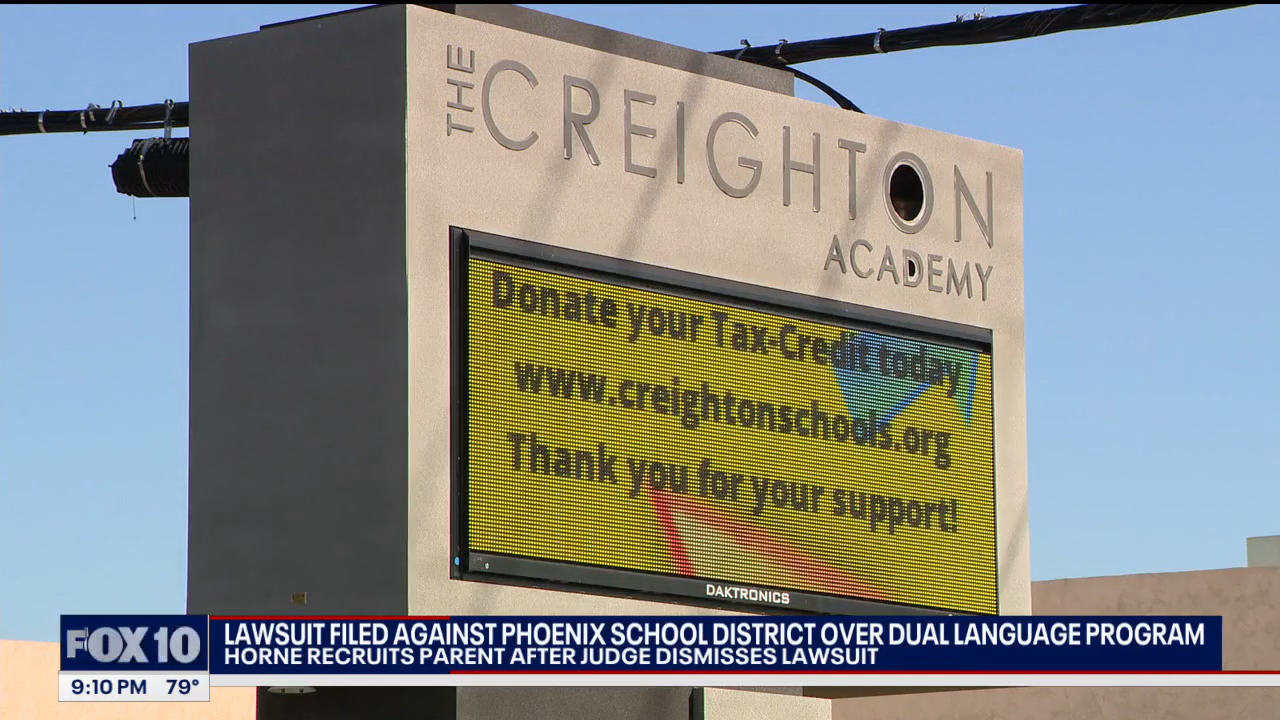 THE CREIGHTON
ACADEMY
Donate your Tax-Credit today
www.creightonschools.org
Thank you for your support!
DAKTRONICS
FOX 10
LAWSUIT FILED AGAINST PHOENIX SCHOOL DISTRICT OVER DUAL LANGUAGE PROGRAM
HORNE RECRUITS PARENT AFTER JUDGE DISMISSES LAWSUIT
9:10 PM 79°